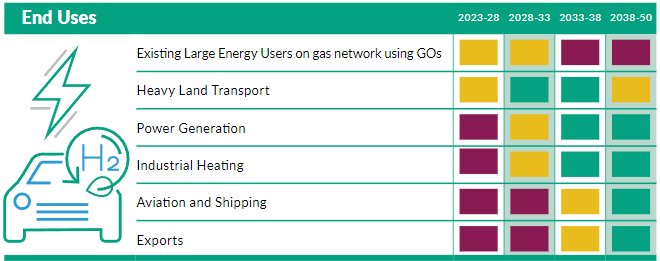 End Uses 2023-28 2028-33 2033-38 2038-50
Existing Large Energy Users on gas network using GOs
Heavy Land Transport
Power Generation
H2
Industrial Heating
Aviation and Shipping
Exports